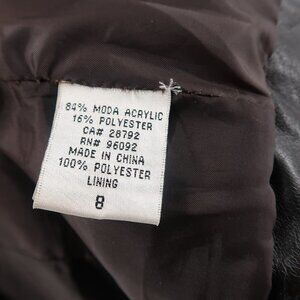 84% MODA ACRYLIC
16% POLYESTER
CA# 28792
RN# 96092
MADE IN CHINA
100% POLYESTER
LINING
8